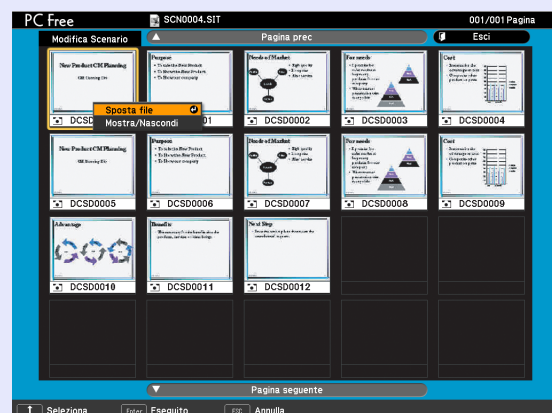 PC Free
SCN0004.SIT
001/001 Pagina
Modifica Scenario
Pagina prec
Esci
New Product CM Planning
Purpose
Needs of Market
For needs
Cost
Sposta file
Mostra/Nascondi
DCSD
01
DCSD0002
DCSD0003
DCSD0004
New Product CM Planning
Purpose
Needs of Market
For needs
Cost
DCSD0005
DCSD0006
DCSD0007
DCSD0008
DCSD0009
Advantage
Benefits
Next Step
DCSD0010
DCSD0011
DCSD0012
Pagina seguente
Seleziona
Enter
Eseguito
ESC
Annulla